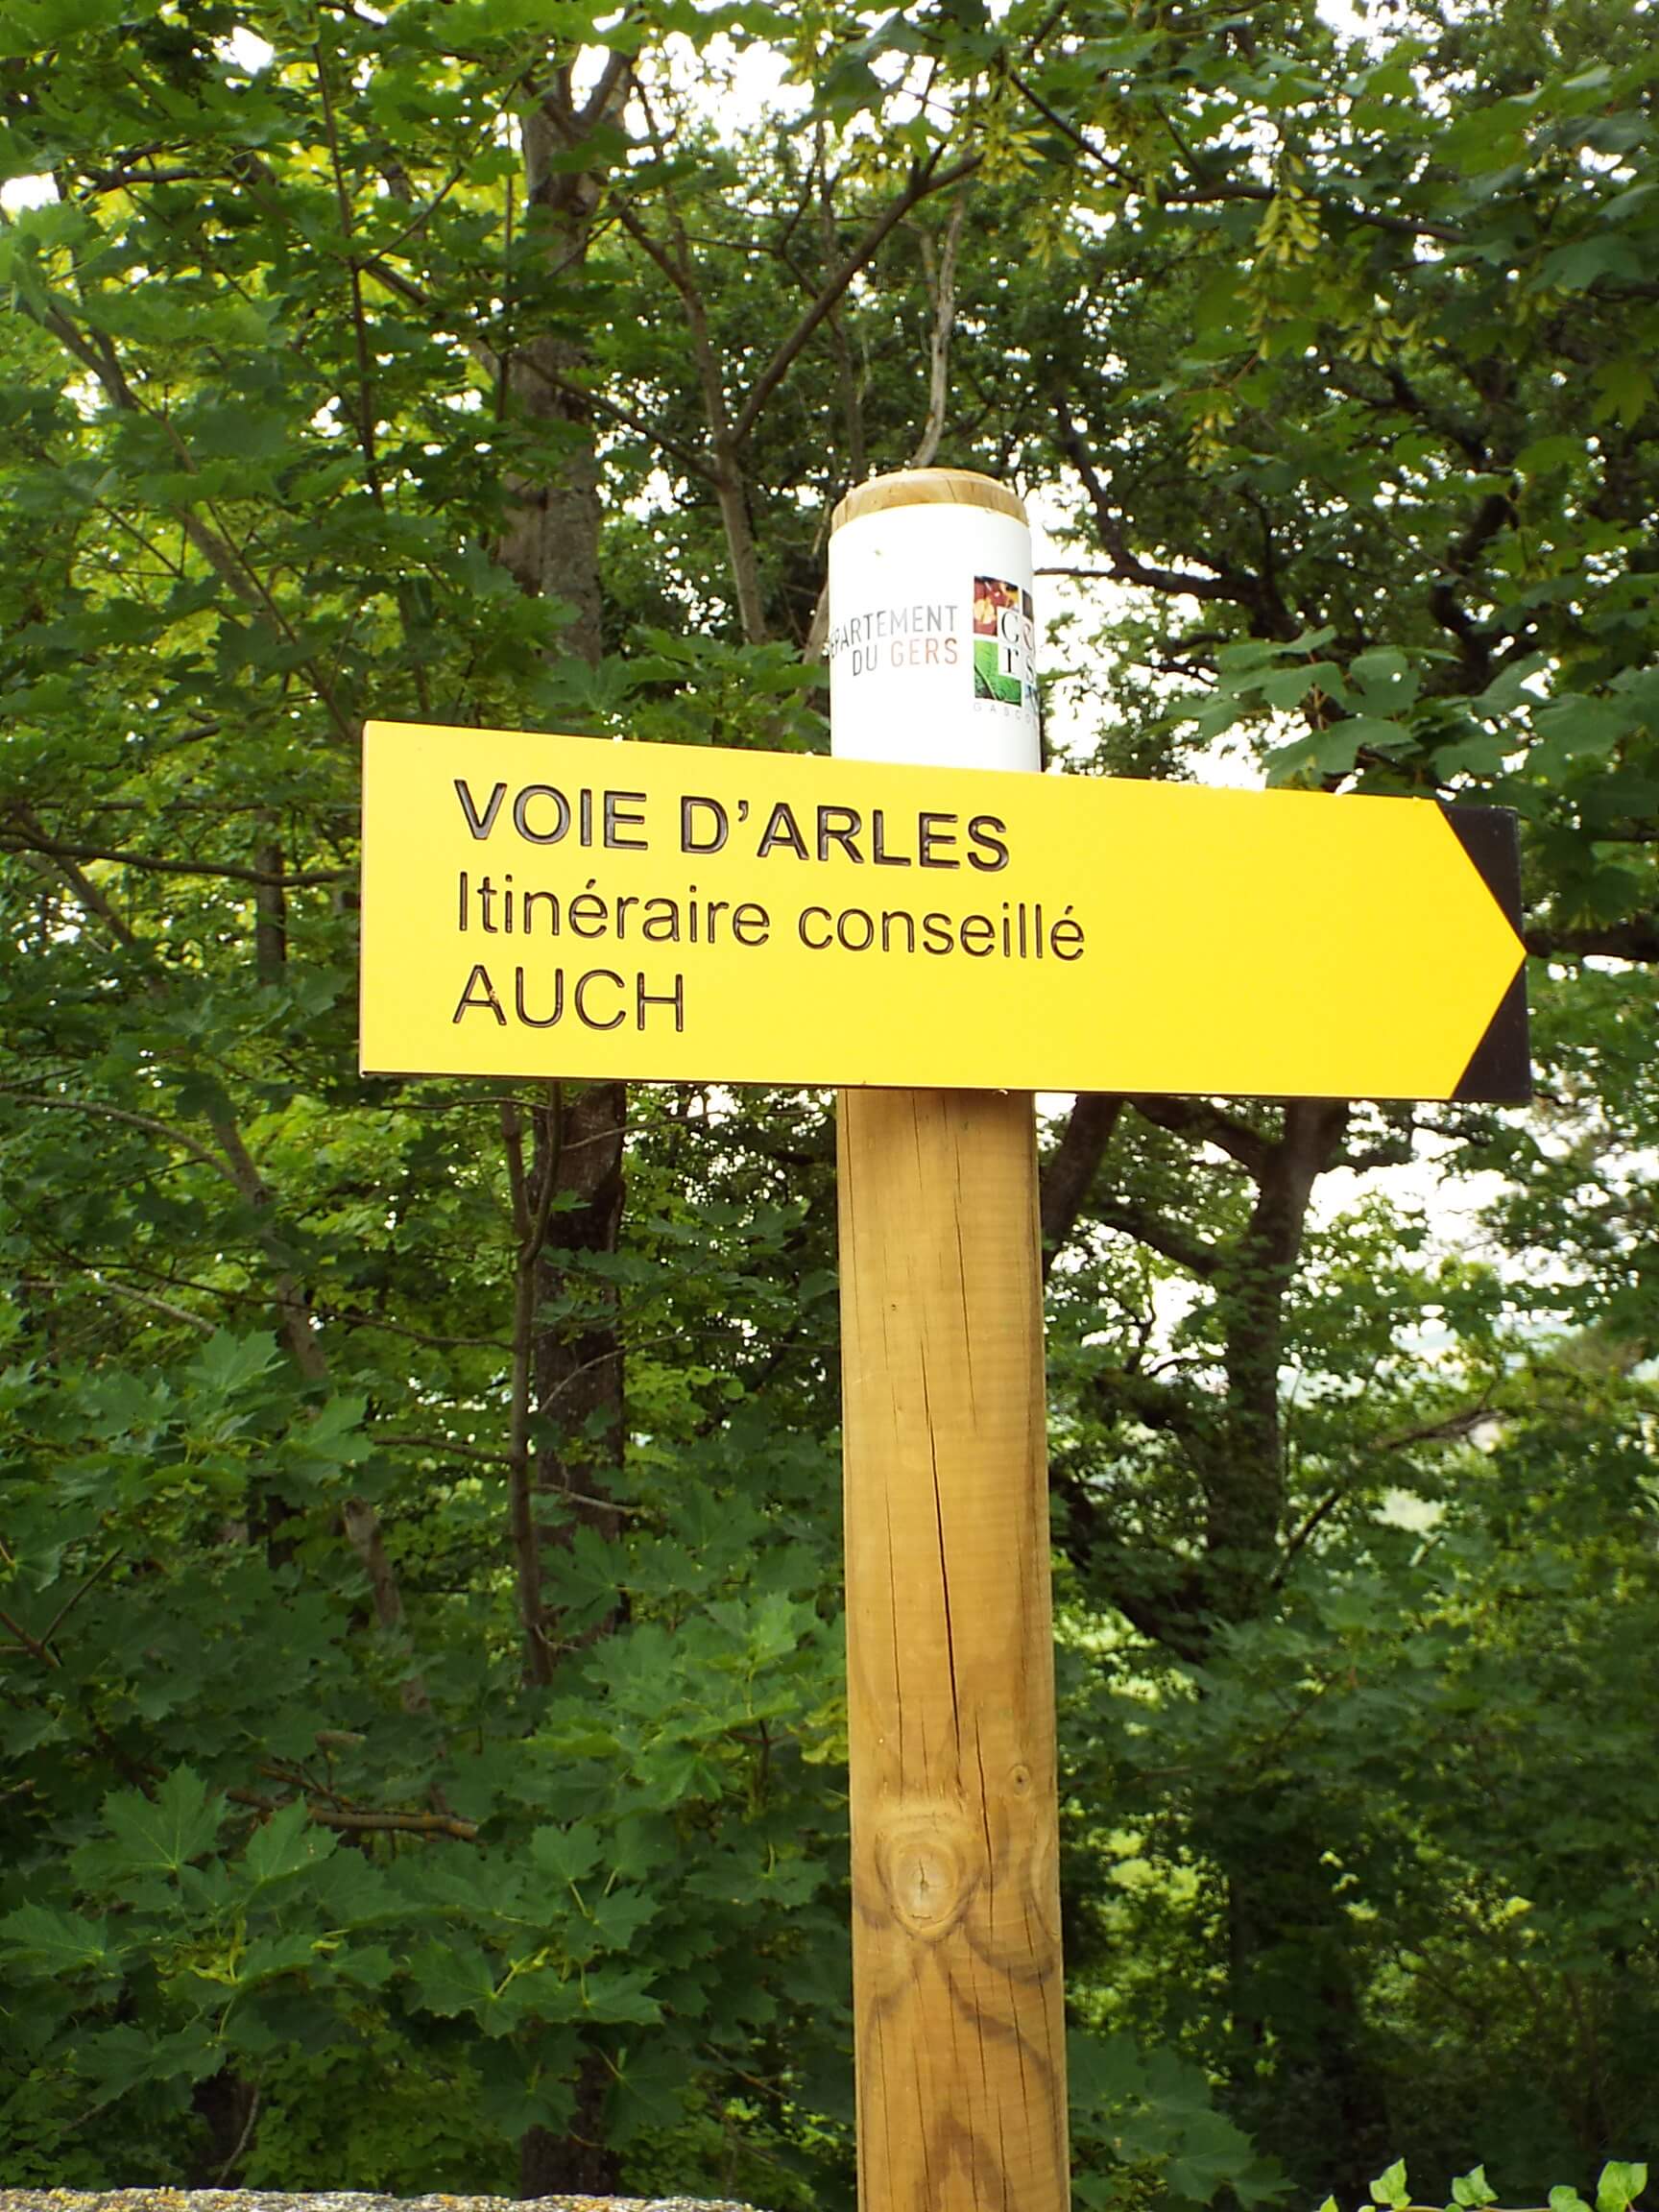 DU GERS
VOIE D'ARLES
Itinéraire conseillé
AUCH